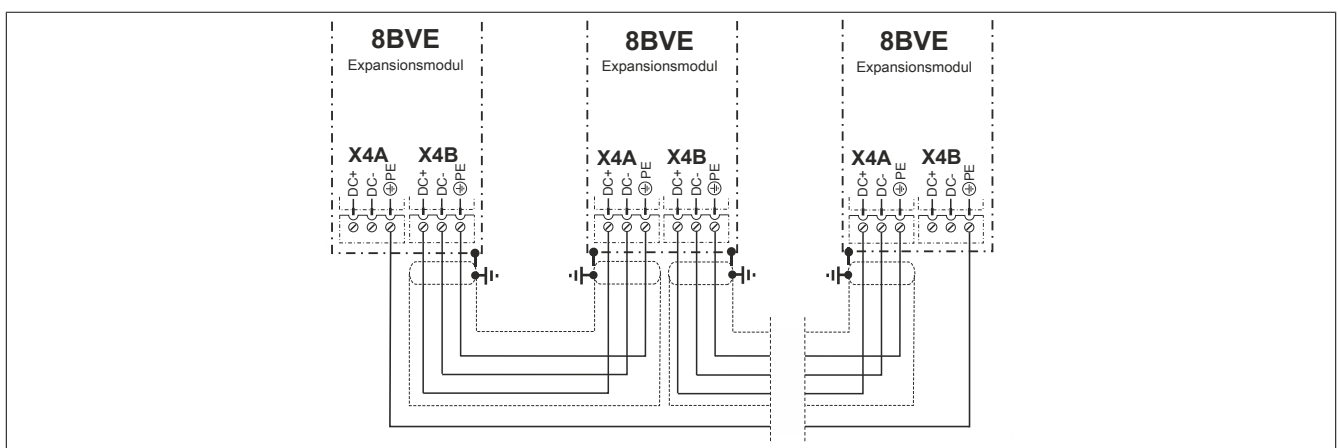 8BVE
Expansionsmodul
X4A X4B
DC+ DC- PE DC+ DC- PE
8BVE
Expansionsmodul
X4A X4B
DC+ DC- PE DC+ DC- PE
8BVE
Expansionsmodul
X4A X4B
DC+ DC- PE DC+ DC- PE